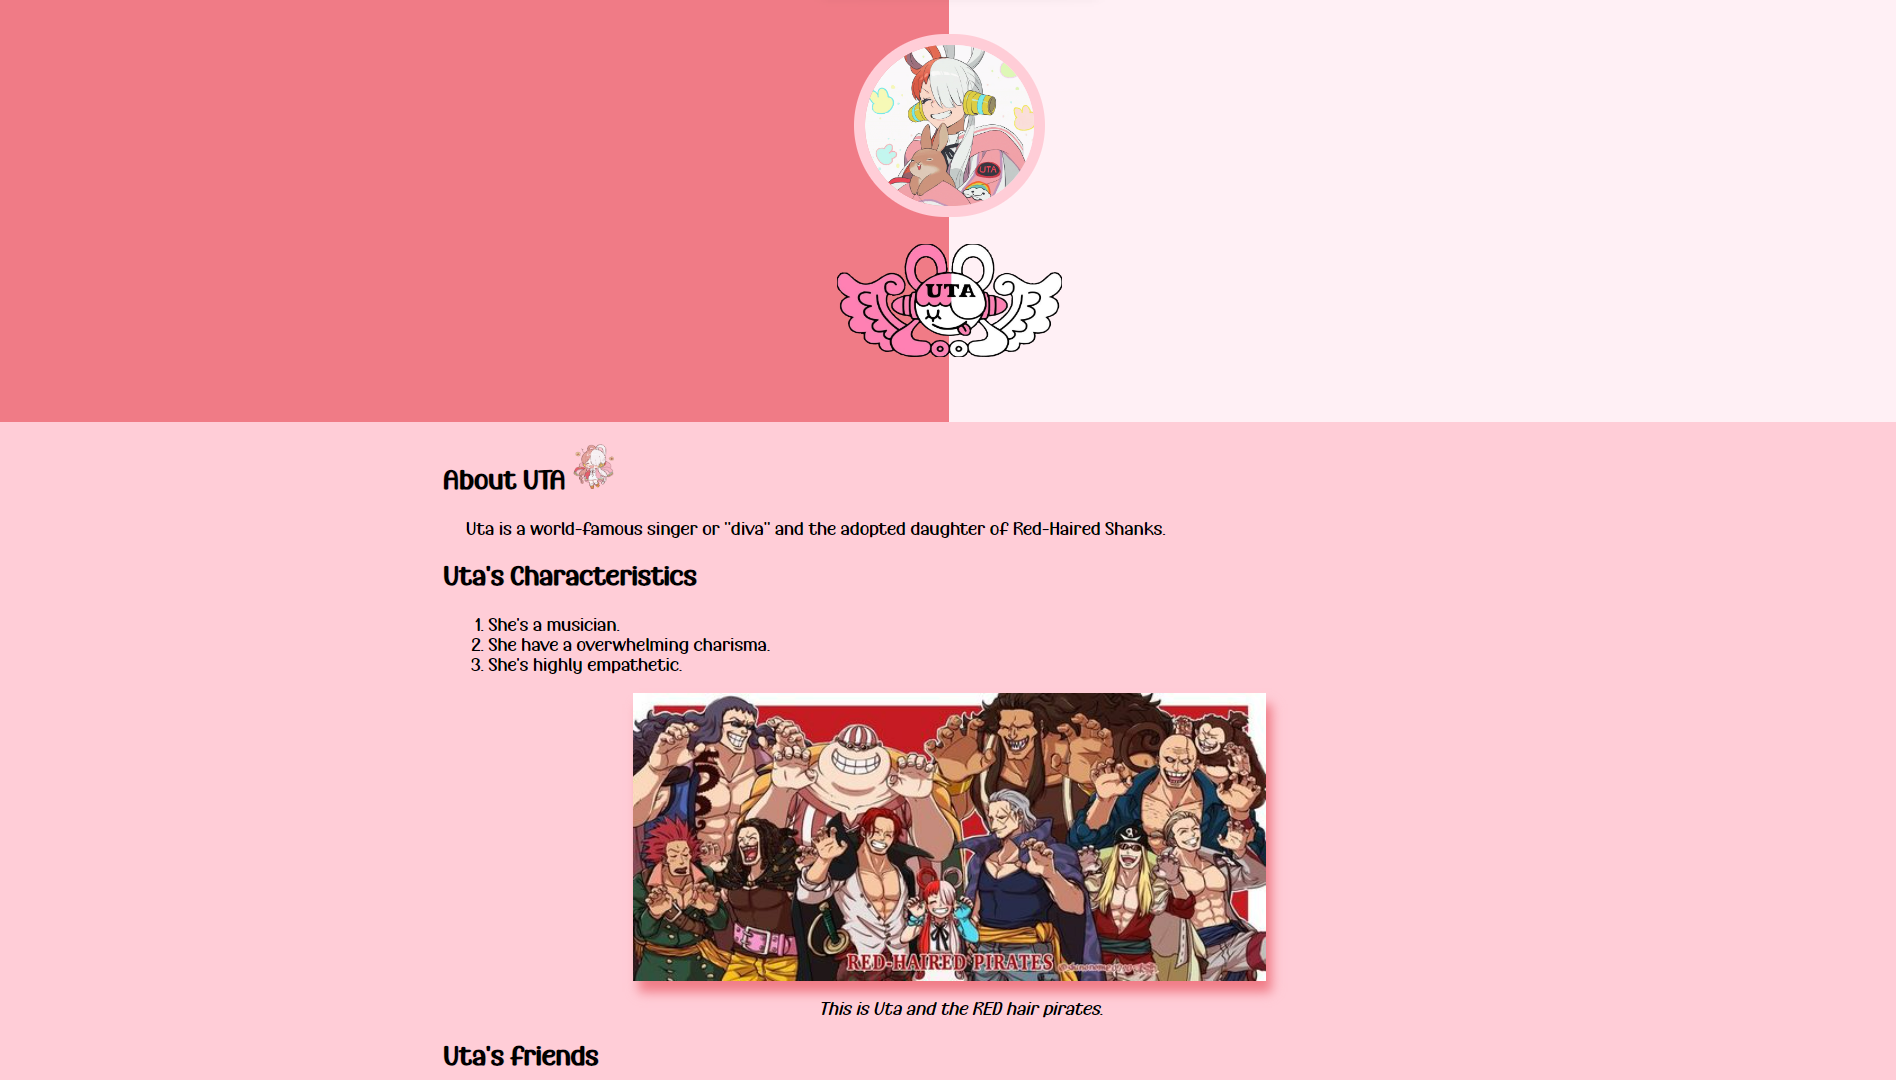 UTA
UTA
About UTA
Uta is a world-famous singer or "diva" and the adopted daughter of Red-Haired Shanks.
Uta's Characteristics
1. She's a musician.
2. She have a overwhelming charisma.
3. She's highly empathetic.
RED-HAIRED PIRATES
This is Uta and the RED hair pirates.
Uta's friends